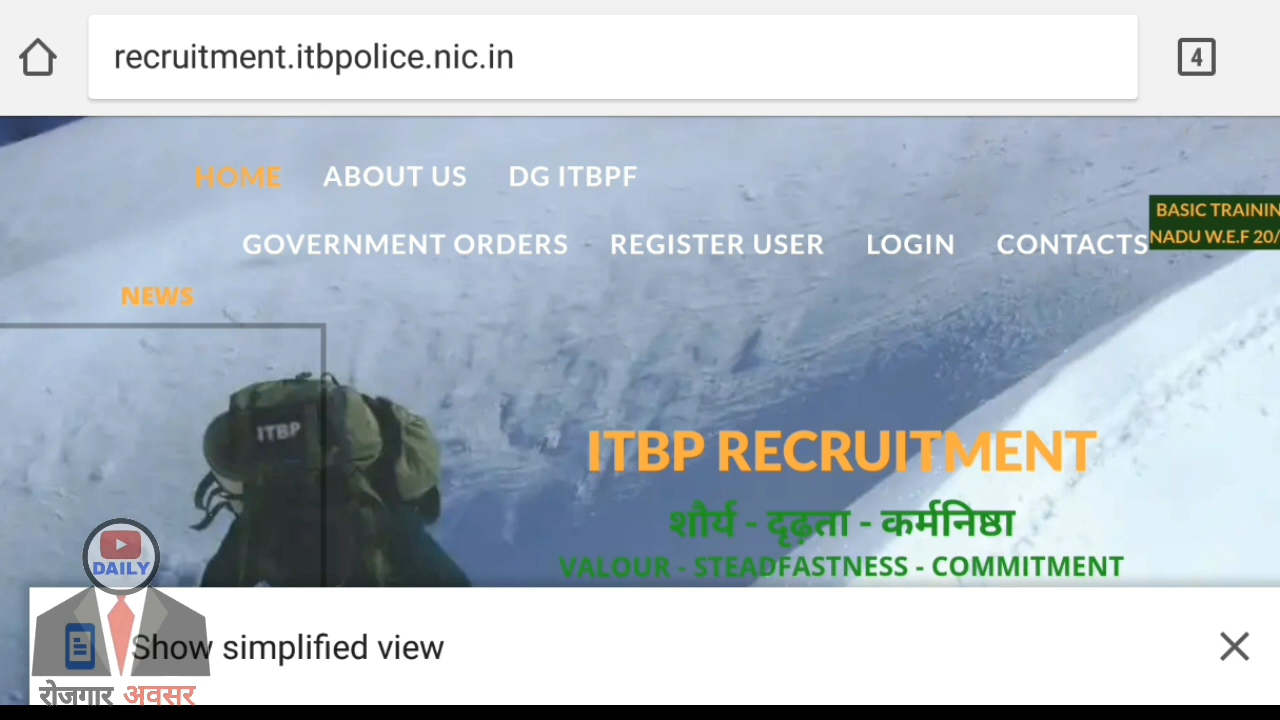 recruitment.itbpolice.nic.in
4
HOME ABOUT US DG ITBPF
GOVERNMENT ORDERS REGISTER USER LOGIN CONTACTS
BASIC
NADU W.E.F 20/
NEWS
ITBP
ITBP RECRUITMENT
शौर्य - दृढ़ता - कर्मनिष्ठा
VALOUR - STEADFASTNESS - COMMITMENT
DAILY
Show simplified view
रोजगार अवसर